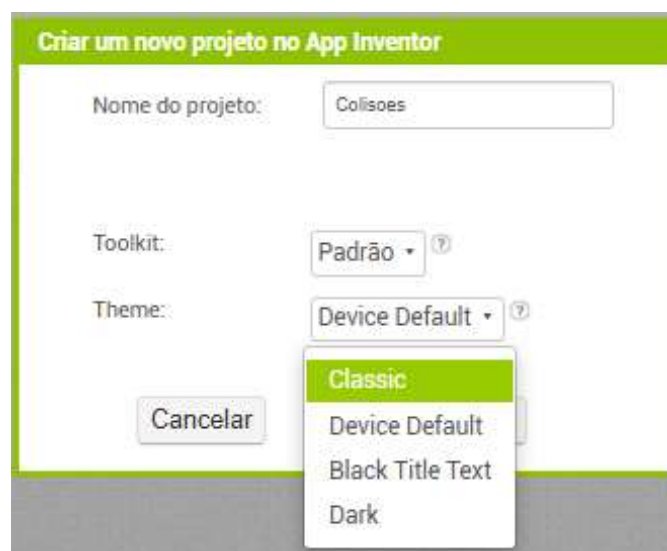 Criar um novo projeto no App Inventor
Nome do projeto: Colisoes
Toolkit: Padrão ?
Theme: Device Default ?
Classic
Cancelar Device Default
Black Title Text
Dark